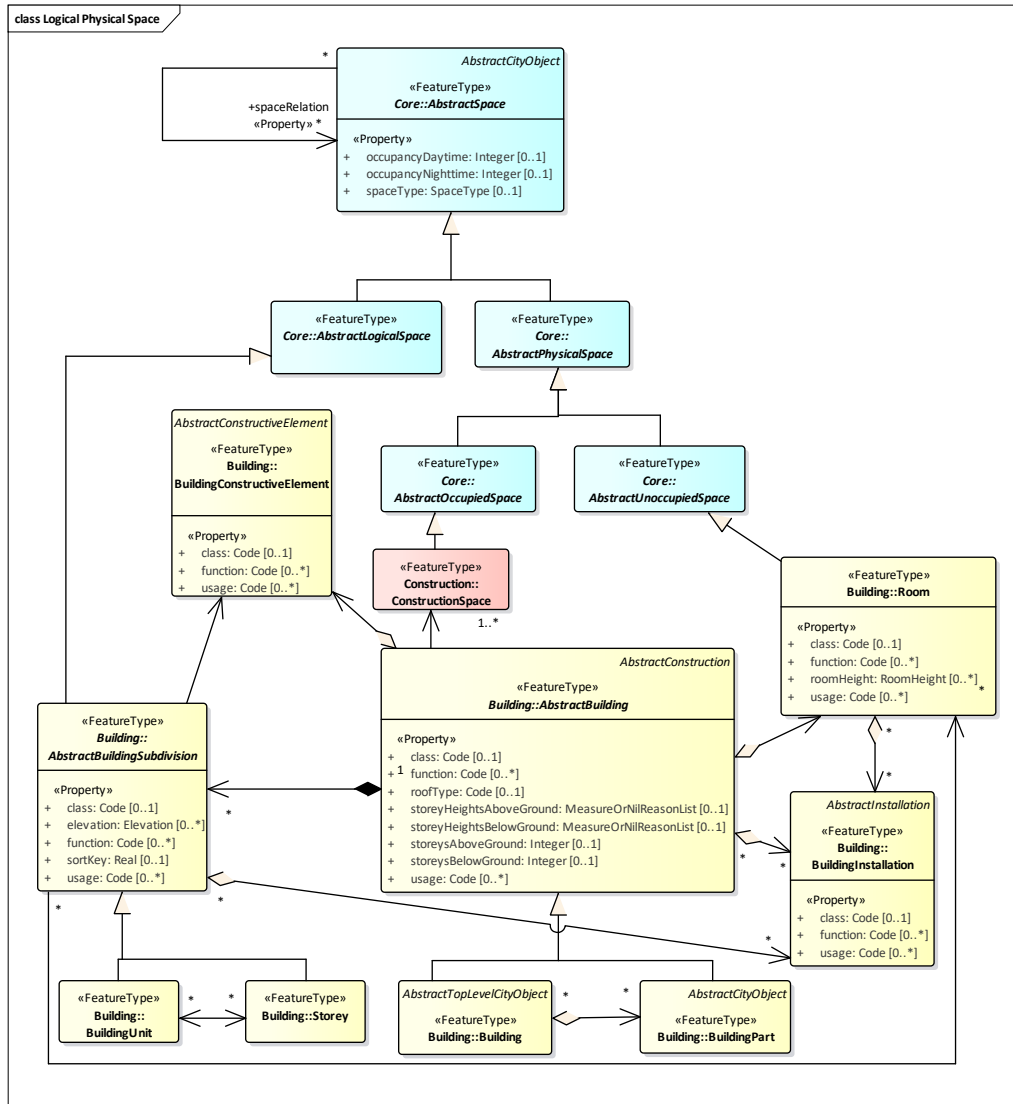 class Logical Physical Space
AbstractCityObject
«FeatureType»
Core::AbstractSpace
«Property»
+ occupancyDaytime: Integer [0..1]
+ occupancyNighttime: Integer [0..1]
+ spaceType: SpaceType [0..1]
*
+spaceRelation
«Property» *
«FeatureType»
Core::AbstractLogicalSpace
«FeatureType»
Core::
AbstractPhysicalSpace
AbstractConstructiveElement
«FeatureType»
Building::
BuildingConstructiveElement
«Property»
+ class: Code [0..1]
+ function: Code [0..*]
+ usage: Code [0..*]
«FeatureType»
Core::
AbstractOccupiedSpace
«FeatureType»
Core::
AbstractUnoccupiedSpace
«FeatureType»
Construction::
ConstructionSpace
1..*
«FeatureType»
Building::Room
«Property»
+ class: Code [0..1]
+ function: Code [0..*]
+ roomHeight: RoomHeight [0..*]
+ usage: Code [0..*]
*
AbstractConstruction
«FeatureType»
Building::AbstractBuilding
«Property»
+ class: Code [0..1]
+ function: Code [0..*]
+ roofType: Code [0..1]
+ storeyHeightsAboveGround: MeasureOrNilReasonList [0..1]
+ storeyHeightsBelowGround: MeasureOrNilReasonList [0..1]
+ storeysAboveGround: Integer [0..1]
+ storeysBelowGround: Integer [0..1]
+ usage: Code [0..*]
1
*
«FeatureType»
Building::
AbstractBuildingSubdivision
«Property»
+ class: Code [0..1]
+ elevation: Elevation [0..*]
+ function: Code [0..*]
+ sortKey: Real [0..1]
+ usage: Code [0..*]
*
*
*
*
AbstractInstallation
«FeatureType»
Building::
BuildingInstallation
«Property»
+ class: Code [0..1]
+ function: Code [0..*]
+ usage: Code [0..*]
*
*
*
«FeatureType»
Building::
BuildingUnit
*
*
«FeatureType»
Building::Storey
AbstractTopLevelCityObject
«FeatureType»
Building::Building
*
*
AbstractCityObject
«FeatureType»
Building::BuildingPart